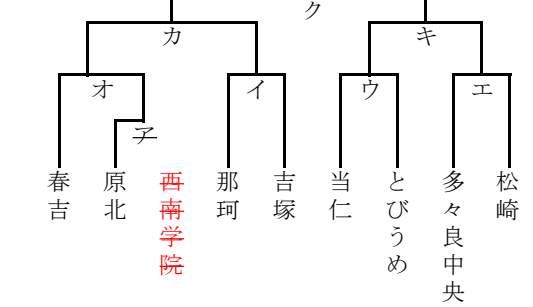 ク
カ
キ
オ
イ
ウ
エ
ア
春吉
原北
西南学院
那珂
吉塚
当仁
とびうめ
多々良中央
松崎